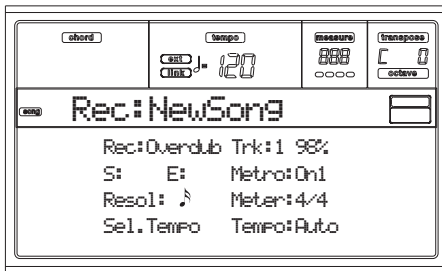 chord tempo measure transpose
ext link ♩= 120 888 C 0
octave
song Rec:NewSong
Rec:Overdub Trk:1 98%
S: E: Metro:On1
Resol: Meter:4/4
Sel.Tempo Tempo:Auto